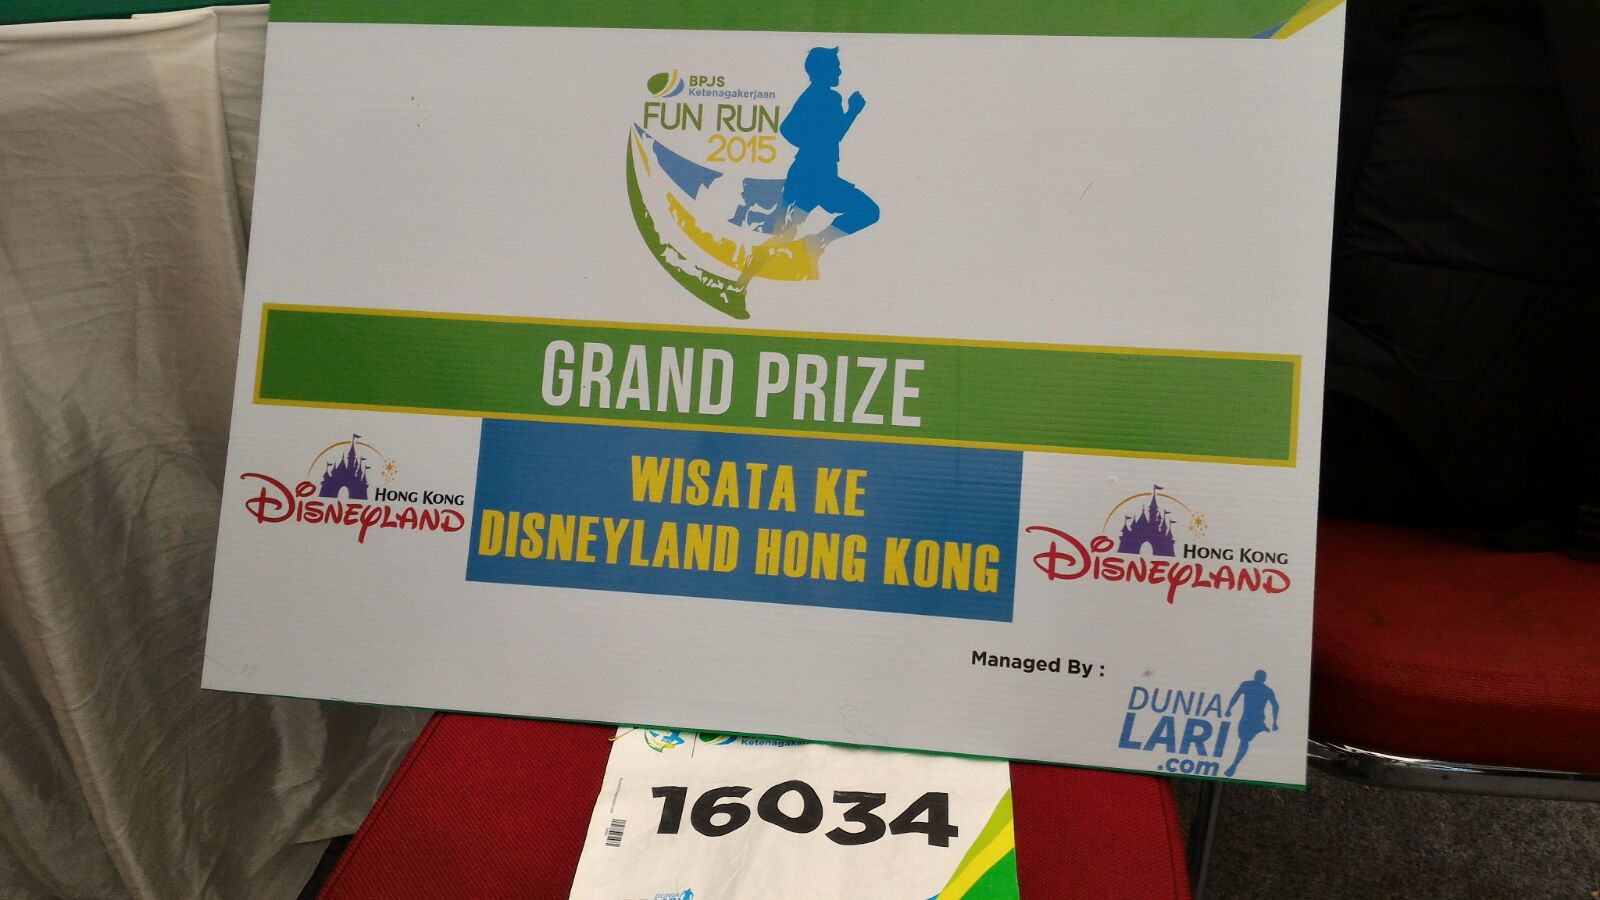 BPJS
Ketenagakerjaan
FUN RUN
2015
GRAND PRIZE
HONG KONG
DISNEYLAND
WISATA KE
DISNEYLAND HONG KONG
HONG KONG
DISNEYLAND
Managed By :
DUNIA
LARI
.com
16034
DUNIA